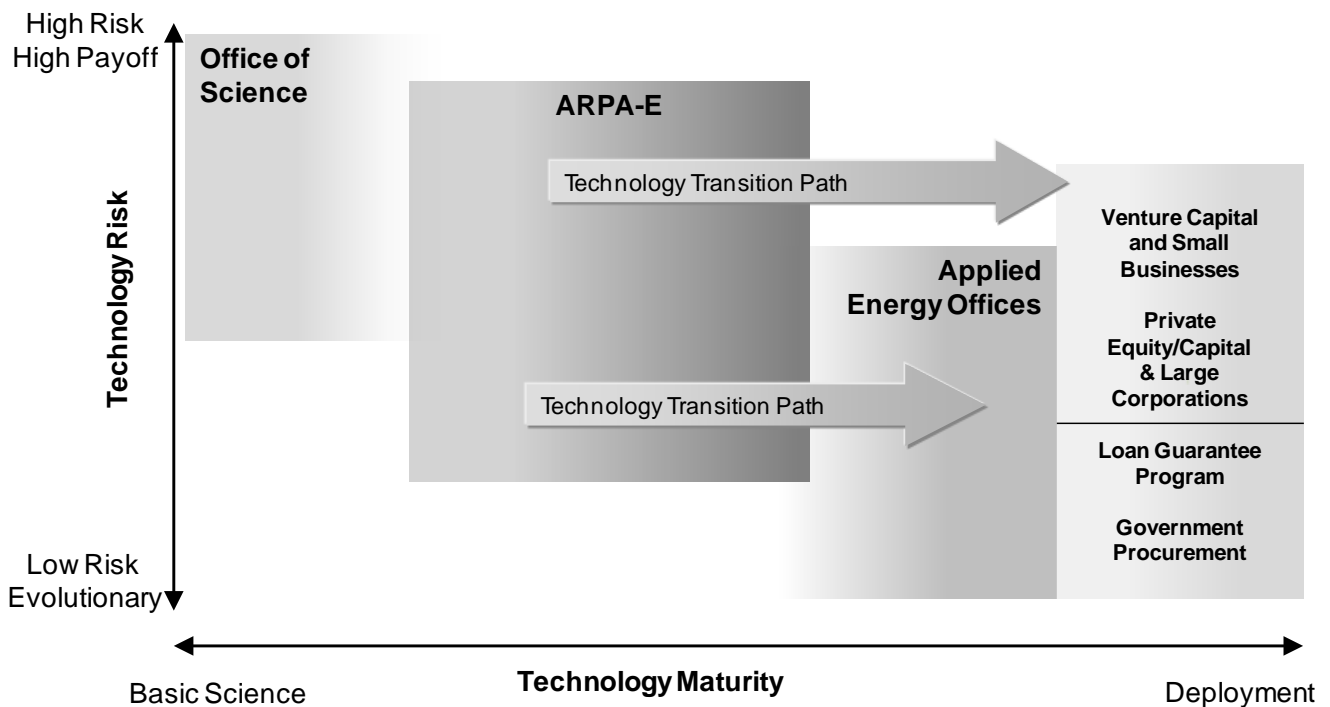 High Risk
High Payoff
Office of
Science
ARPA-E
Technology Transition Path
Venture Capital
and Small
Businesses
Technology Risk
Applied
Energy Offices
Private
Equity/Capital
& Large
Corporations
Technology Transition Path
Loan Guarantee
Program
Government
Procurement
Low Risk
Evolutionary
Basic Science
Technology Maturity
Deployment